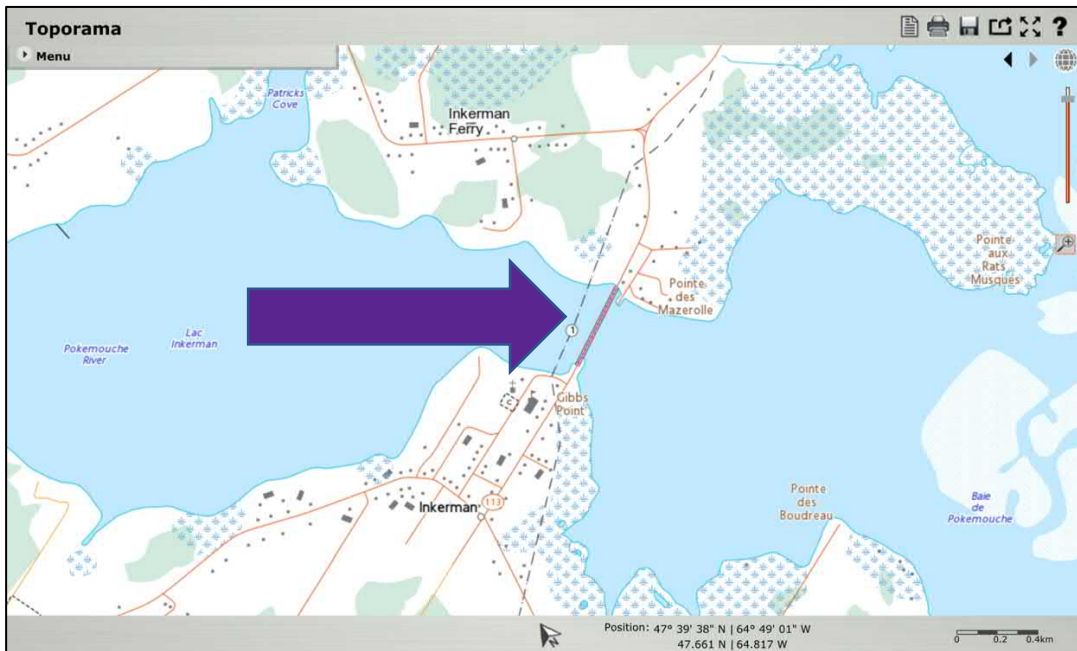 Toporama
?
Menu
Patricks
Cove
Inkerman
Ferry
Pointe
aux
Rats
Musqués
Pointe
des
Mazerolle
Lac
Inkerman
Pokemouche
River
1
C
Gibbs
Point
Inkerman
113
Pointe
des
Boudreau
Baie
de
Pokemouche
Position: 47° 39' 38" N | 64° 49' 01" W
47.661 N | 64.817 W
0 0.2 0.4km